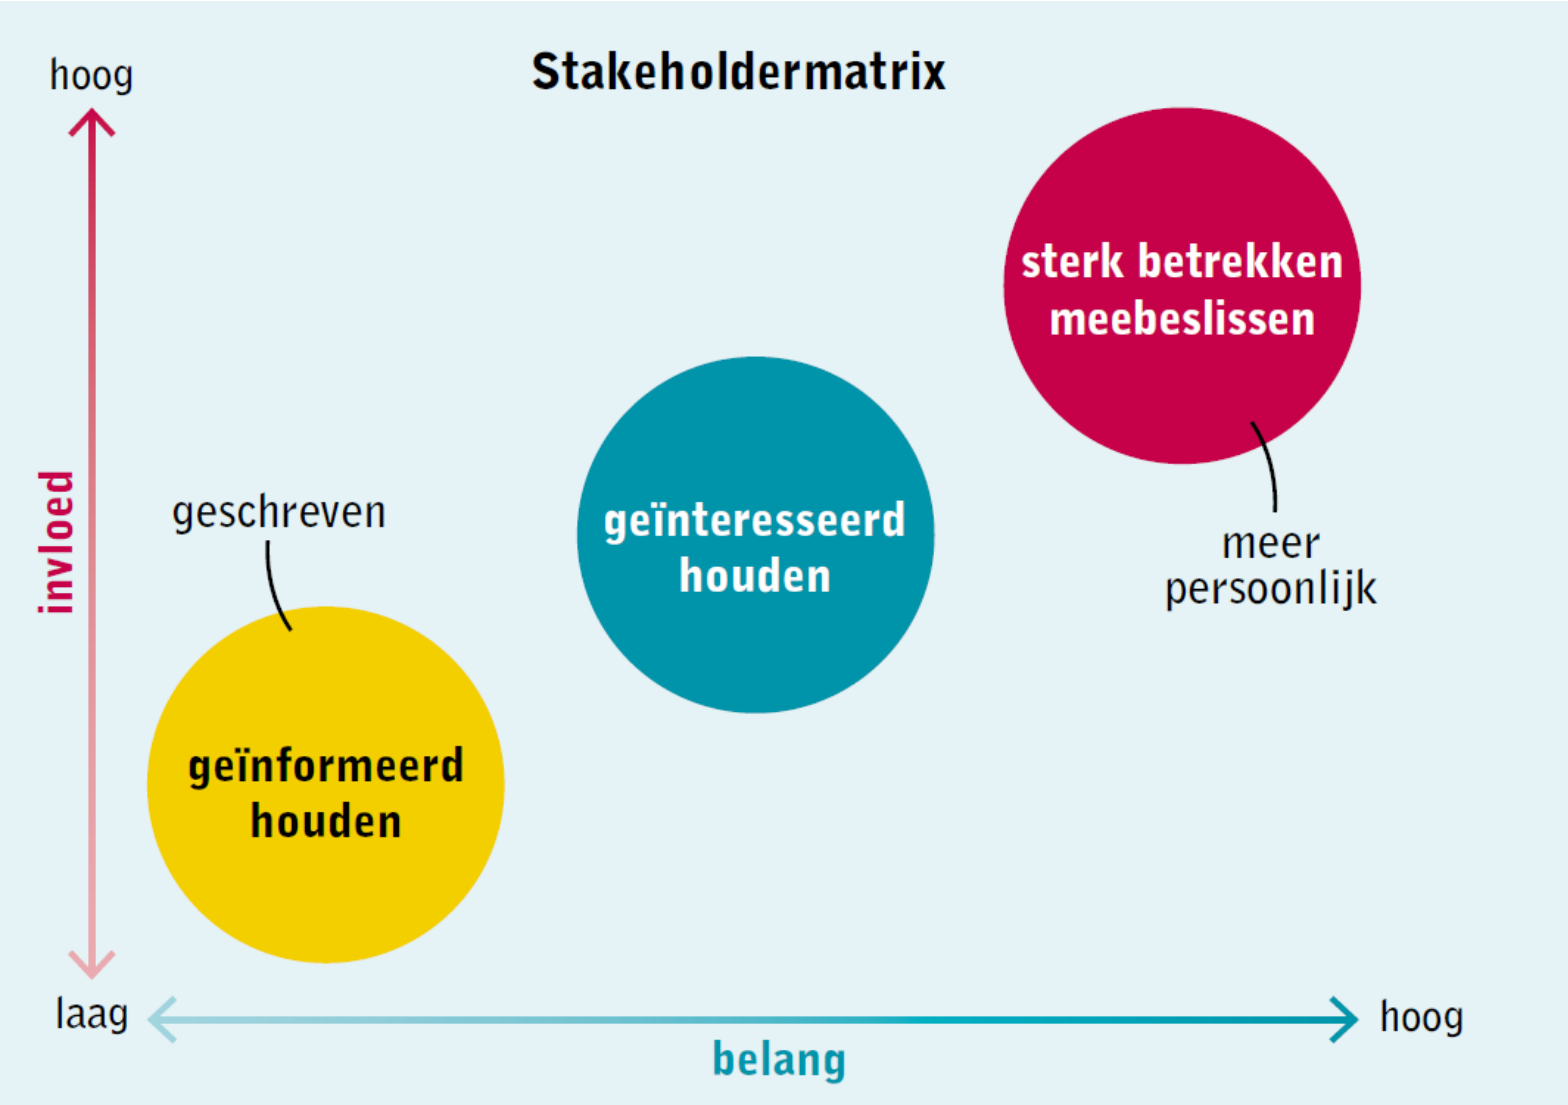 Stakeholdermatrix
hoog
sterk betrekken
meebeslissen
meer
persoonlijk
geïnteresseerd
houden
geschreven
geïnformeerd
houden
invloed
laag
hoog
belang